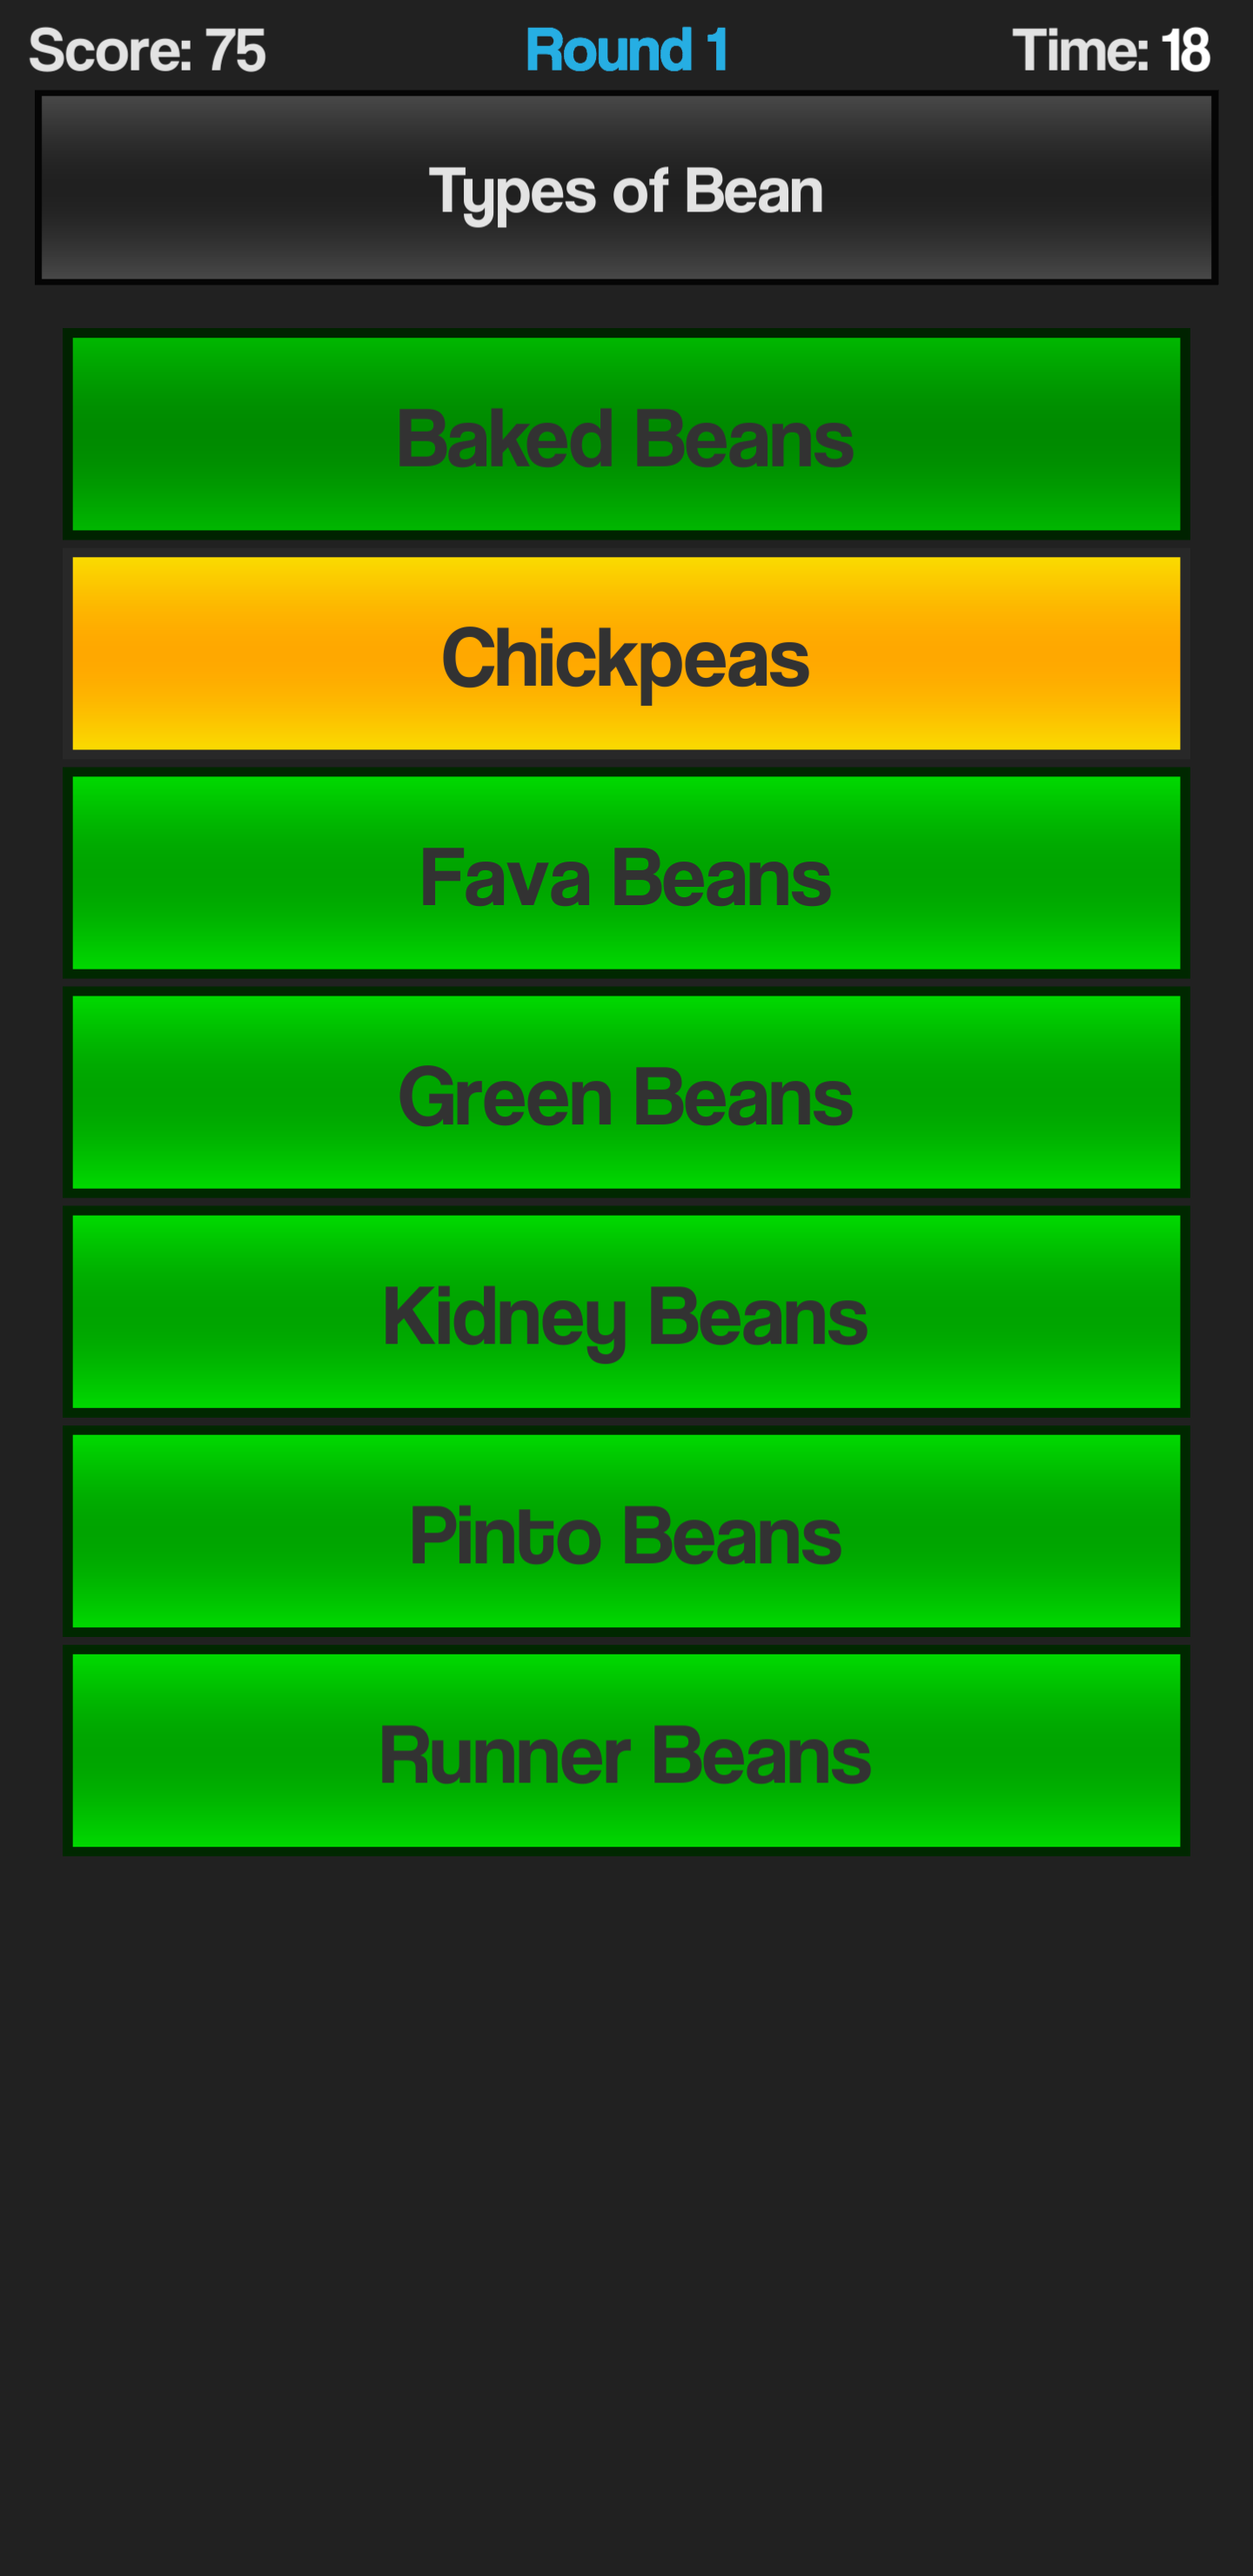 Score: 75
Round 1
Time: 18
Types of Bean
Baked Beans
Chickpeas
Fava Beans
Green Beans
Kidney Beans
Pinto Beans
Runner Beans